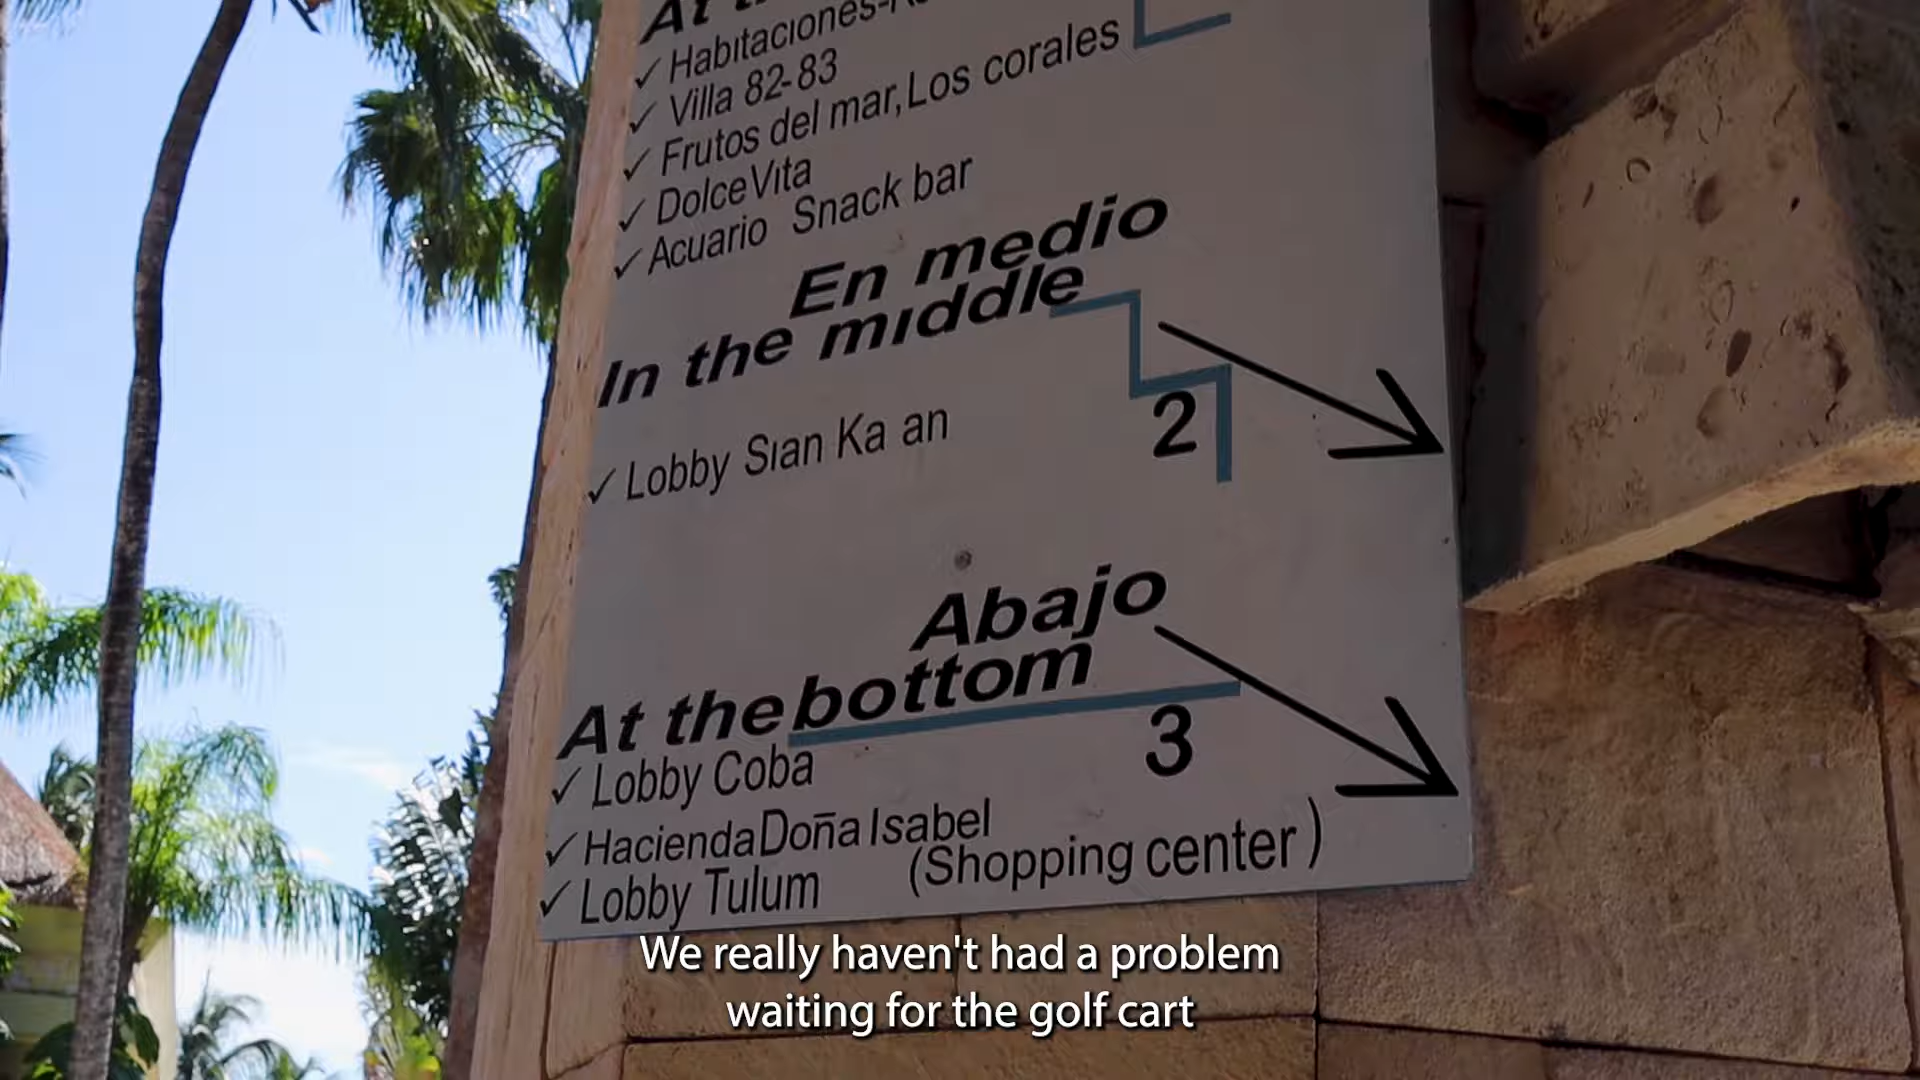 At
✓ Habitaciones-
✓ Villa 82-83
✓ Frutos del mar, Los corales
✓ DolceVita
✓ Acuario Snack bar
En medio
In the middle
2
✓ Lobby Sian Ka an
Abajo
At the bottom
3
✓ Lobby Coba
✓ Hacienda Doña Isabel
(Shopping center)
✓ Lobby Tulum
We really haven't had a problem
waiting for the golf cart